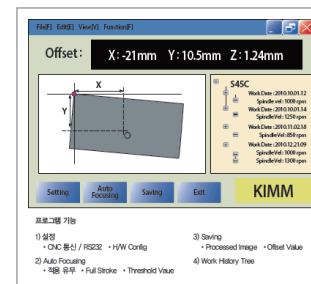 File[F] Edit[E] View[V] Function[F]
Offset : X : -21mm Y : 10.5mm Z : 1.24mm
X
Y
S45C
Work Date : 2010.10.01.12
Spindle Vel : 1000 rpm
Work Date : 2010.10.01.14
Spindle Vel : 1250 rpm
Work Date : 2010.11.02.18
Spindle Vel : 850 rpm
Work Date : 2010.12.21.09
Spindle Vel : 1000 rpm
Spindle Vel : 1300 rpm
Setting Auto Focusing Saving Exit KIMM
프로그램 기능
1) 설정
• CNC 통신 / RS232 • H/W Config
2) Auto Focusing
• 적용 유무 • Full Stroke • Threshold Vaue
3) Saving
• Processed Image • Offset Value
4) Work History Tree